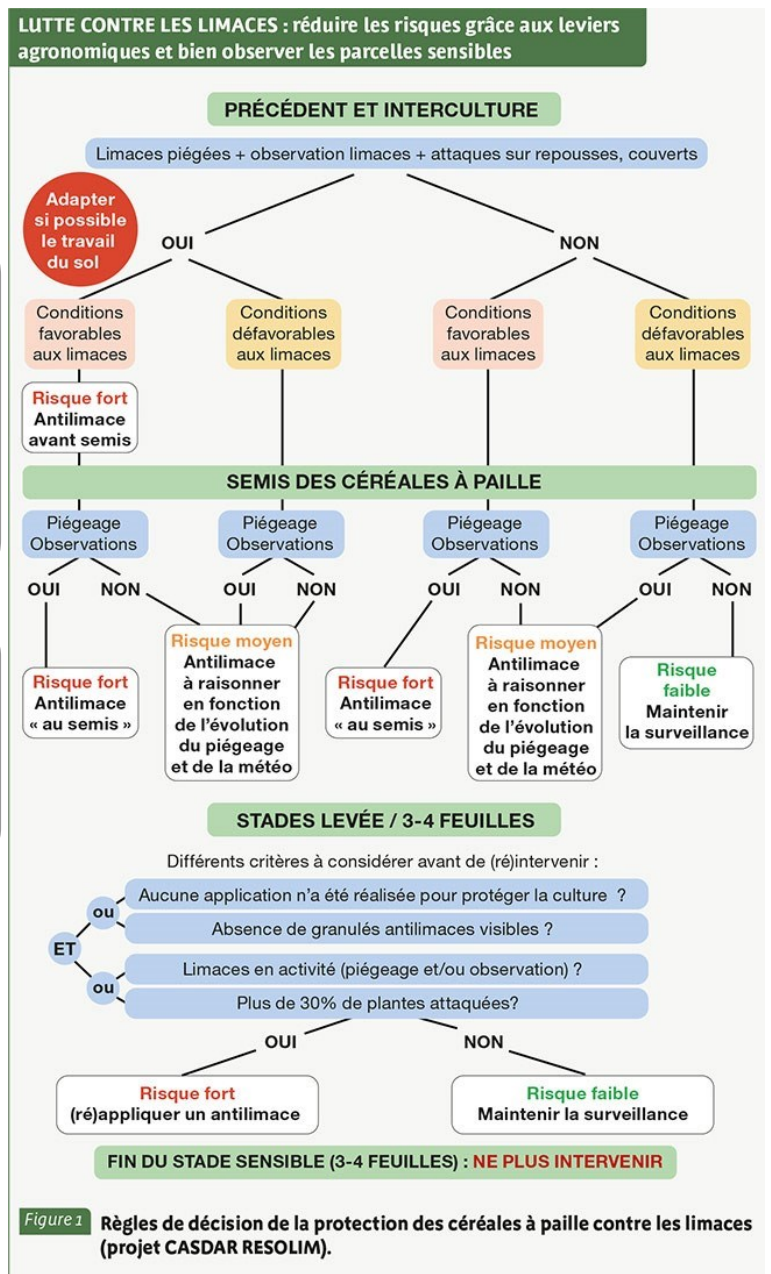 LUTTE CONTRE LES LIMACES : réduire les risques grâce aux leviers
agronomiques et bien observer les parcelles sensibles
PRÉCÉDENT ET INTERCULTURE
Limaces piégées + observation limaces + attaques sur repousses, couverts
Adapter
si possible
le travail
du sol
OUI
NON
Conditions
favorables
aux limaces
Conditions
défavorables
aux limaces
Conditions
favorables
aux limaces
Conditions
défavorables
aux limaces
Risque fort
Antilimace
avant semis
SEMIS DES CÉRÉALES À PAILLE
Piégeage
Observations
Piégeage
Observations
Piégeage
Observations
Piégeage
Observations
OUI
NON
OUI
NON
OUI
NON
OUI
NON
Risque fort
Antilimace
« au semis »
Risque moyen
Antilimace
à raisonner
en fonction
de l'évolution
du piégeage
et de la météo
Risque fort
Antilimace
« au semis »
Risque moyen
Antilimace
à raisonner
en fonction
de l'évolution
du piégeage
et de la météo
Risque
faible
Maintenir
la surveillance
STADES LEVÉE / 3-4 FEUILLES
Différents critères à considérer avant de (ré)intervenir :
Aucune application n'a été réalisée pour protéger la culture ?
ou
Absence de granulés antilimaces visibles ?
ET
Limaces en activité (piégeage et/ou observation) ?
ou
Plus de 30% de plantes attaquées?
OUI
NON
Risque fort
(ré)appliquer un antilimace
Risque faible
Maintenir la surveillance
FIN DU STADE SENSIBLE (3-4 FEUILLES) : NE PLUS INTERVENIR
Figure 1 Règles de décision de la protection des céréales à paille contre les limaces
(projet CASDAR RESOLIM).